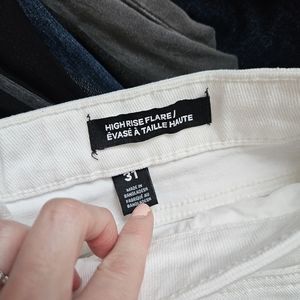 HIGH RISE FLARE /
ÉVASÉ À TAILLE HAUTE
31
MADE IN
BANGLADESH
FABRIQUÉ AU
BANGLADESH